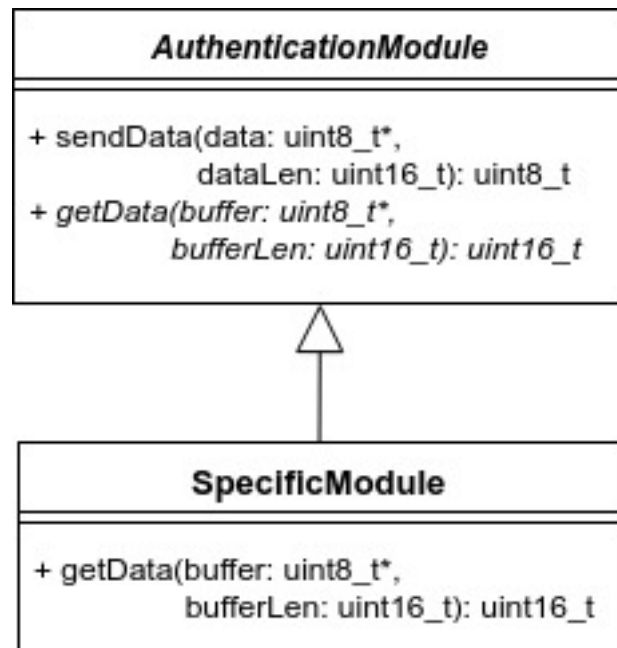 AuthenticationModule
+ sendData(data: uint8_t*,
dataLen: uint16_t): uint8_t
+ getData(buffer: uint8_t*,
bufferLen: uint16_t): uint16_t
SpecificModule
+ getData(buffer: uint8_t*,
bufferLen: uint16_t): uint16_t